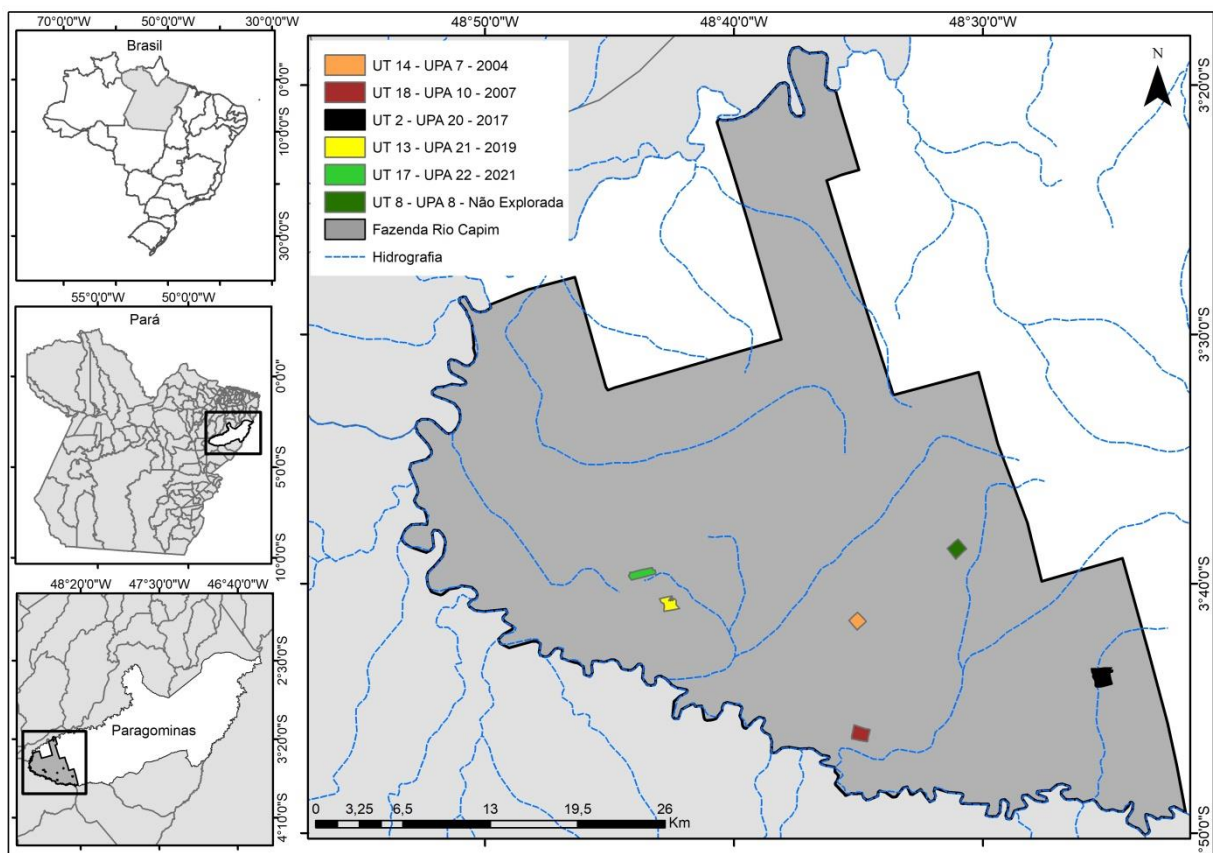 70°0'0"W 50°0'0"W 30°0'0"W
Brasil
0°0'0"
10°0'0"S
30°0'0"S
55°0'0"W 50°0'0"W
Pará
0°0'0"
5°0'0"S
10°0'0"S
48°20'0"W 47°30'0"W 46°40'0"W
2°30'0"S
Paragominas
3°20'0"S
4°10'0"S
48°50'0"W 48°40'0"W 48°30'0"W
UT 14 - UPA 7 - 2004
UT 18 - UPA 10 - 2007
UT 2 - UPA 20 - 2017
UT 13 - UPA 21 - 2019
UT 17 - UPA 22 - 2021
UT 8 - UPA 8 - Não Explorada
Fazenda Rio Capim
Hidrografia
N
3°20'0"S
3°30'0"S
3°40'0"S
3°50'0"S
0 3,25 6,5 13 19,5 26
Km